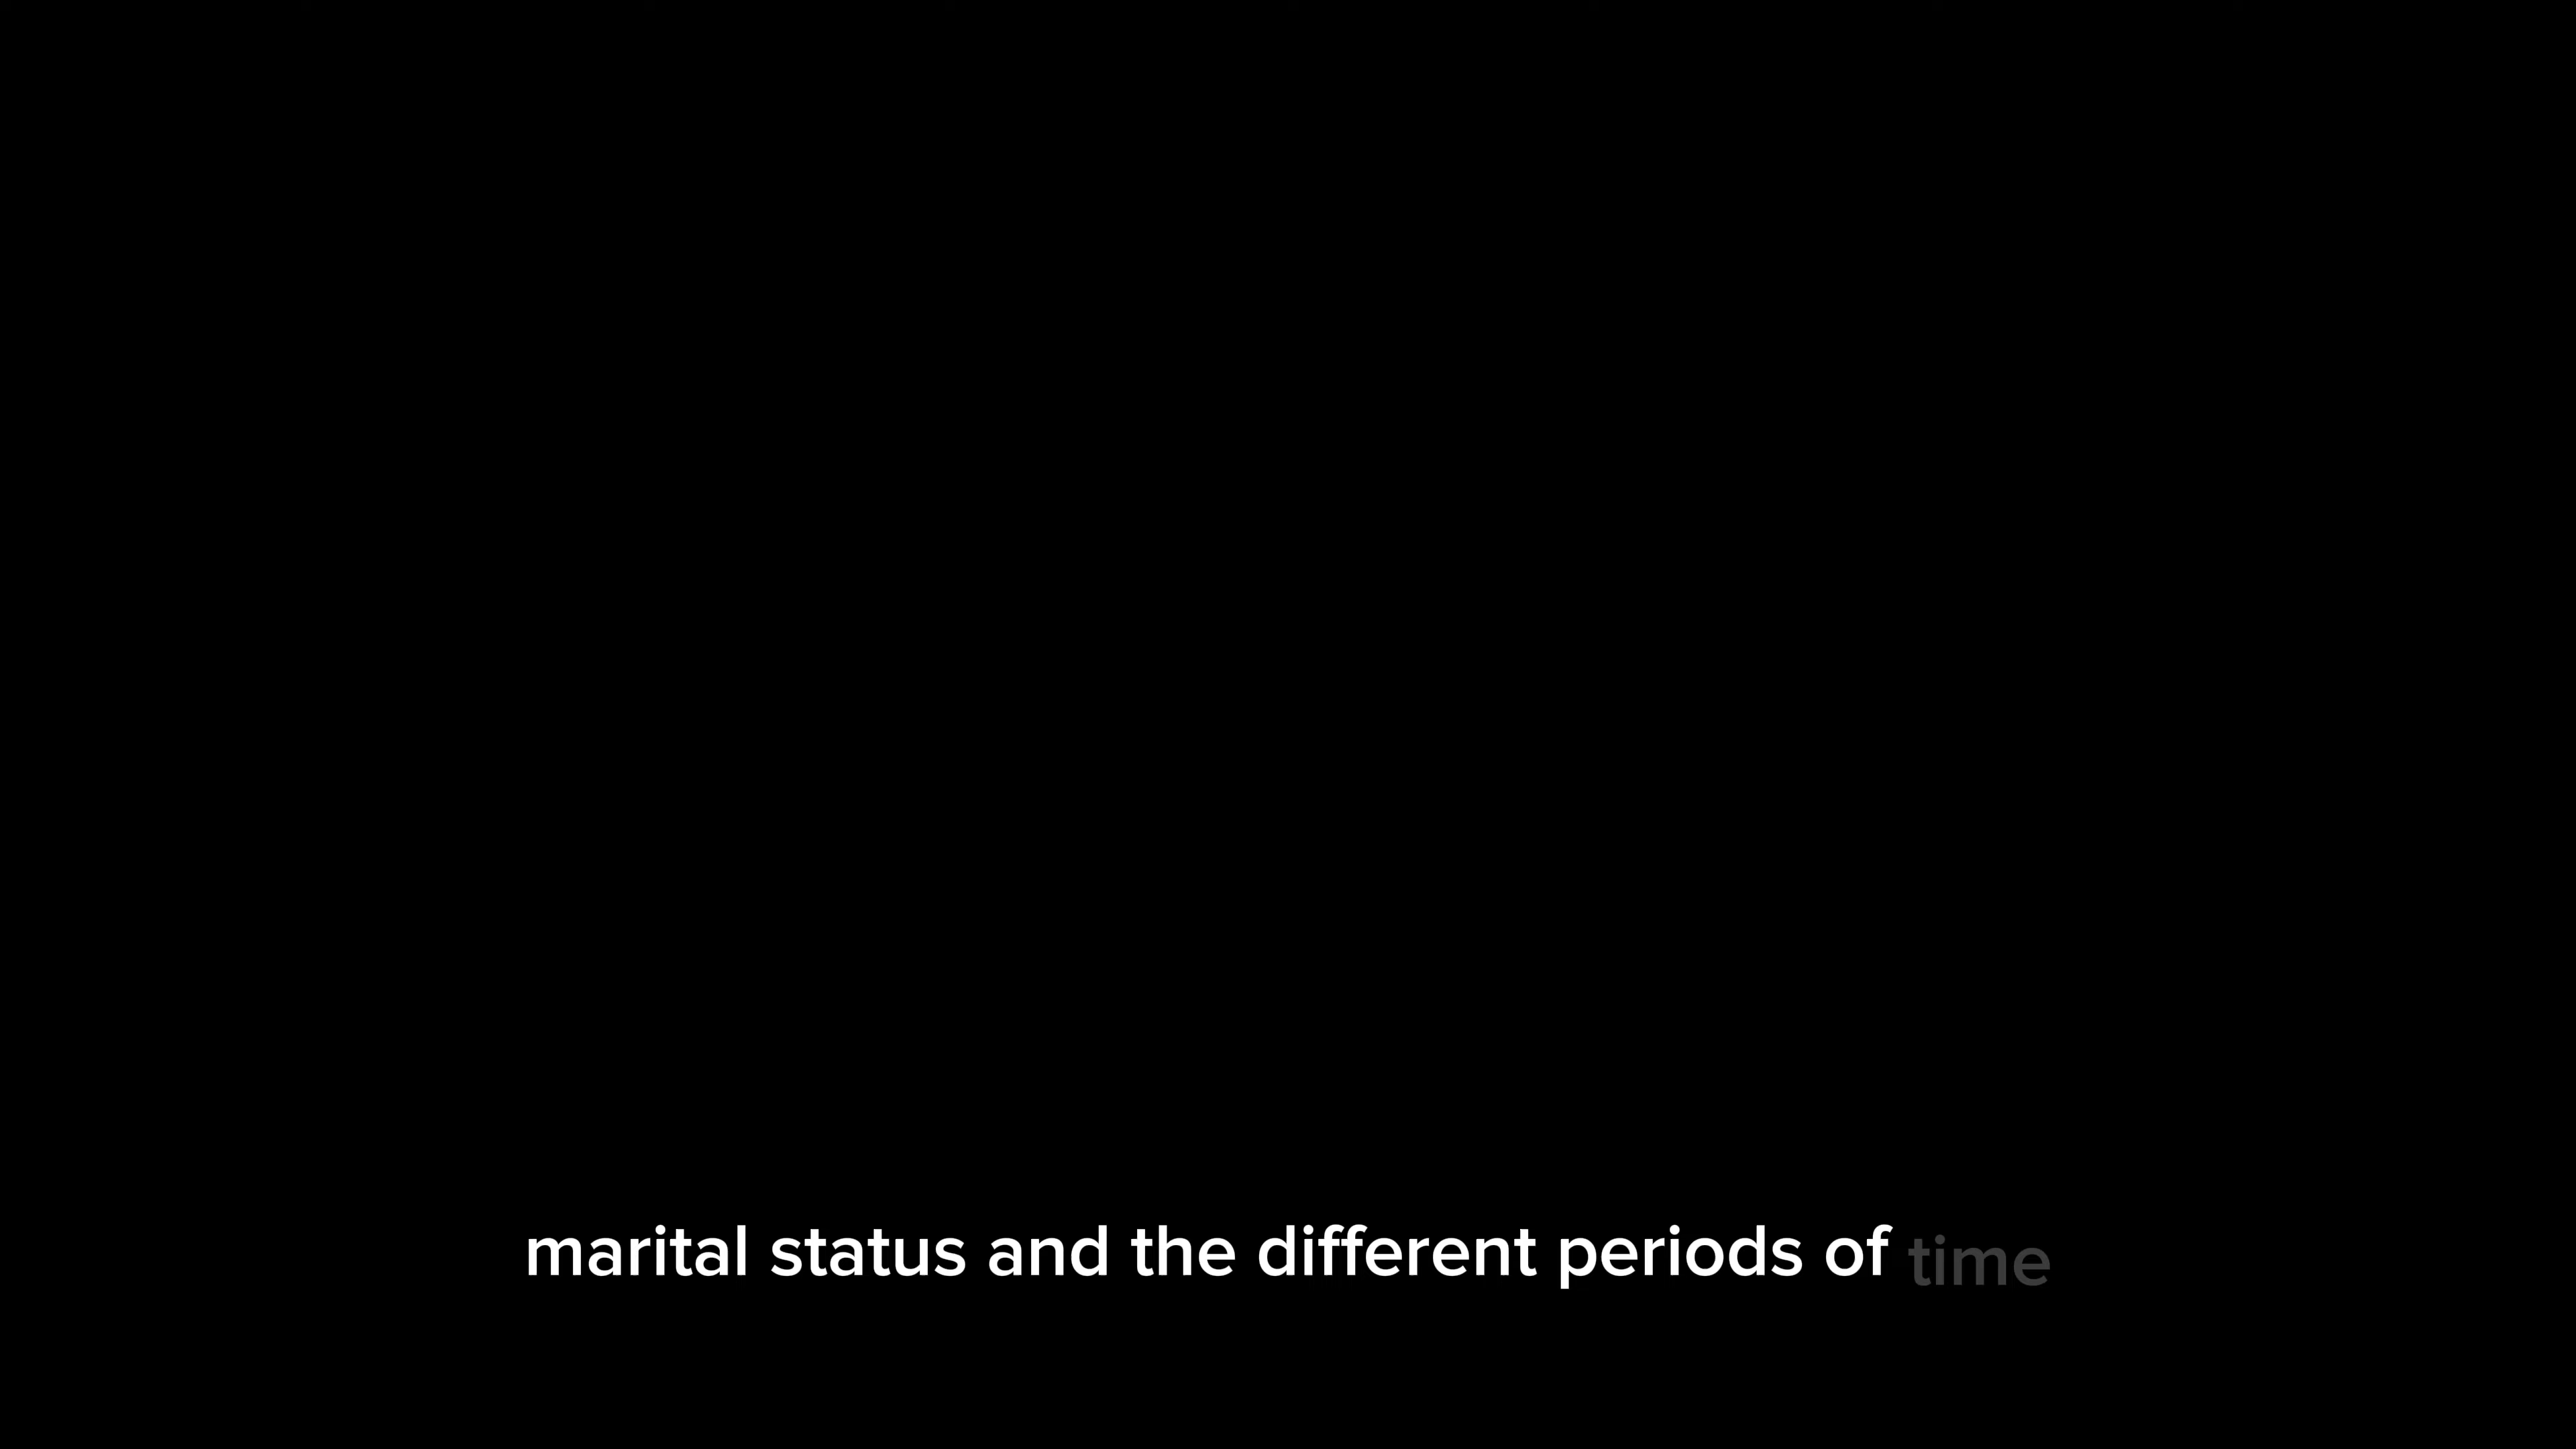 marital status and the different periods of time